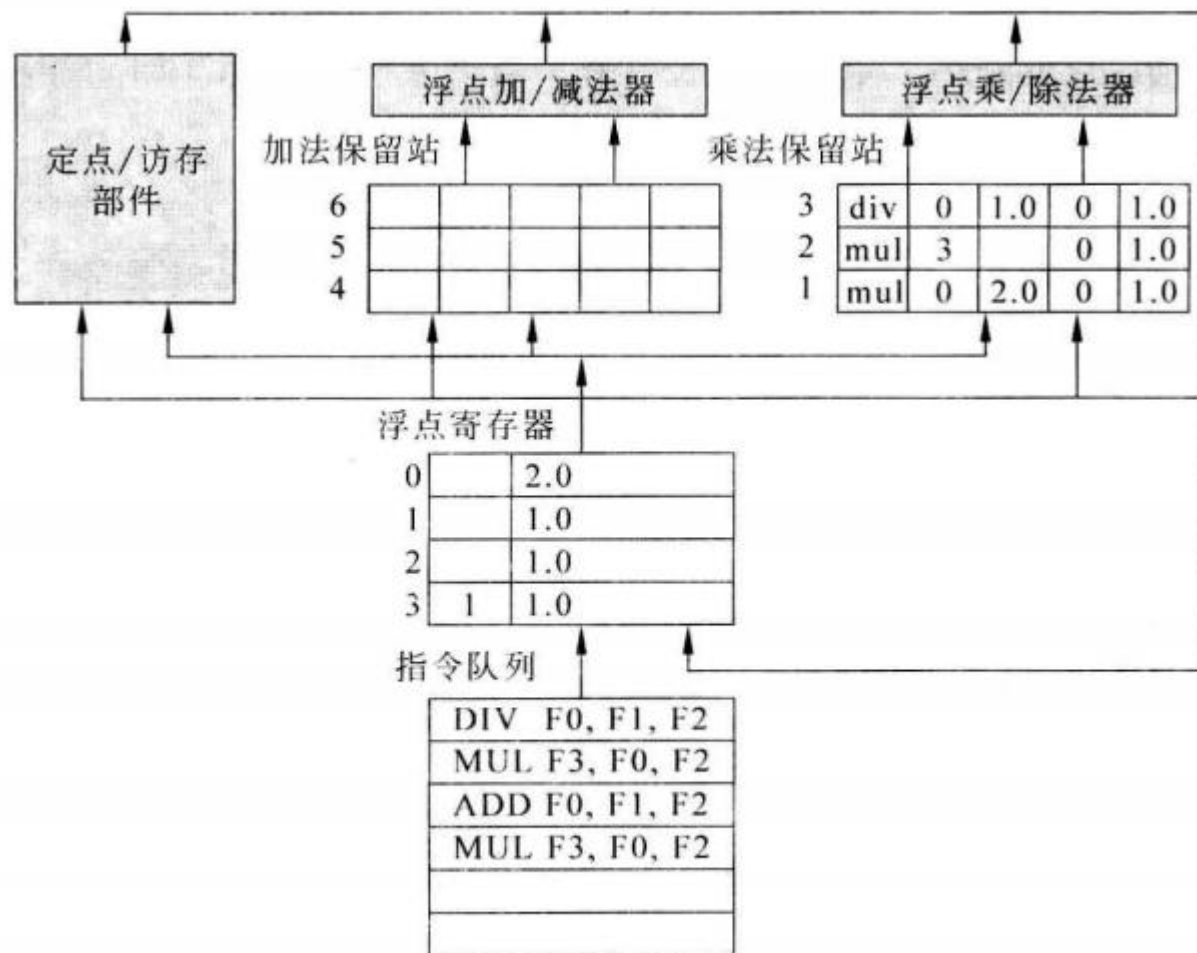 浮点加/减法器
浮点乘/除法器
定点/访存
部件
加法保留站
乘法保留站
6
5
4
3 div 0 1.0 0 1.0
2 mul 3 0 1.0
1 mul 0 2.0 0 1.0
浮点寄存器
0 2.0
1 1.0
2 1.0
3 1 1.0
指令队列
DIV F0, F1, F2
MUL F3, F0, F2
ADD F0, F1, F2
MUL F3, F0, F2